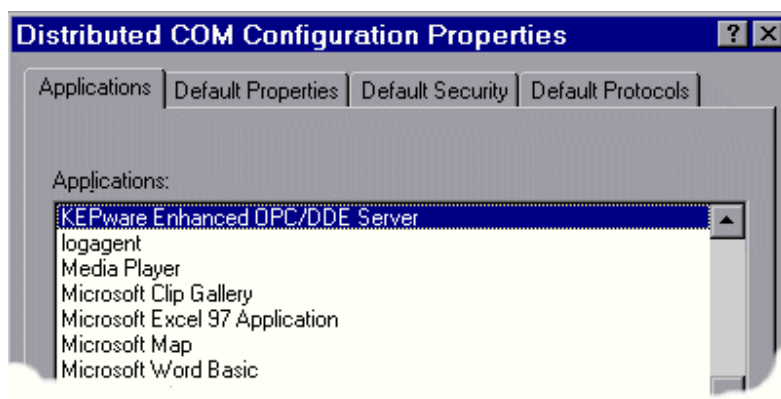 Distributed COM Configuration Properties
Applications Default Properties Default Security Default Protocols
Applications:
KEPware Enhanced OPC/DDE Server
logagent
Media Player
Microsoft Clip Gallery
Microsoft Excel 97 Application
Microsoft Map
Microsoft Word Basic